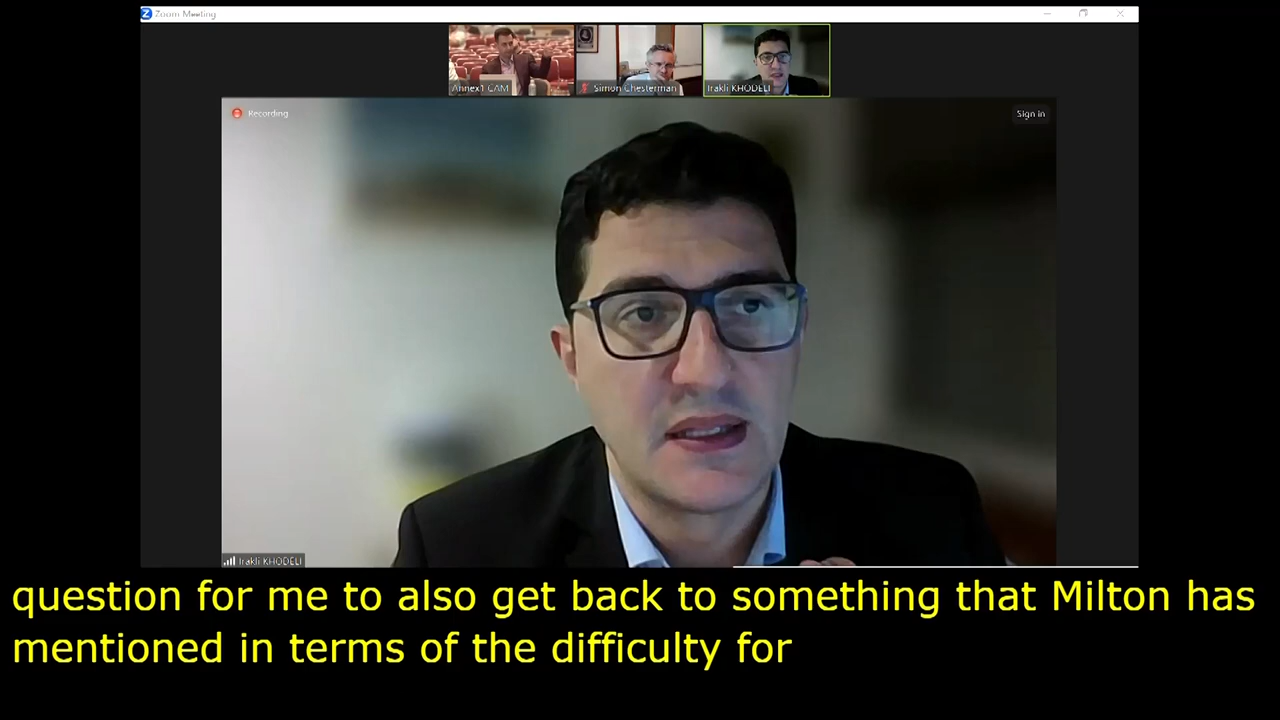 Zoom Meeting
Annex1 CAM
Simon Chesterman
Irakli KHODELI
Recording
Sign in
Irakli KHODELI
question for me to also get back to something that Milton has
mentioned in terms of the difficulty for